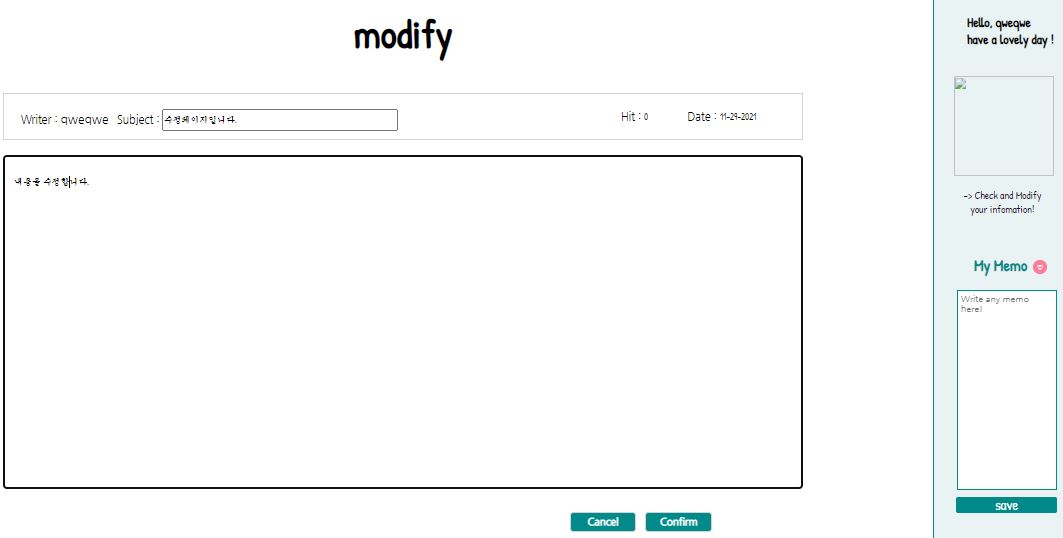 modify
Writer : qweqwe Subject : 수정페이지입니다.
Hit : 0 Date : 11-29-2021
내용을 수정합니다.
Cancel Confirm
Hello, qweqwe
have a lovely day !
-> Check and Modify
your infomation!
My Memo
Write any memo
here!
save